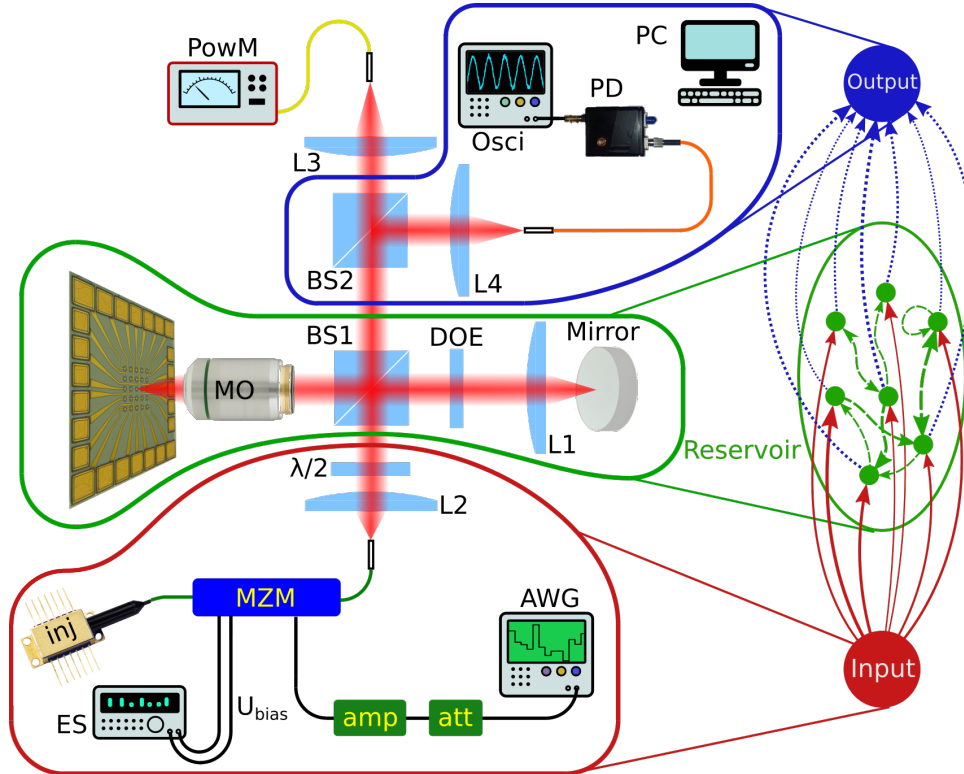 PowM
PC
PD
Osci
Output
L3
BS2
L4
BS1
DOE
Mirror
MO
Reservoir
L1
λ/2
L2
MZM
AWG
inj
Input
U_bias
ES
amp
att